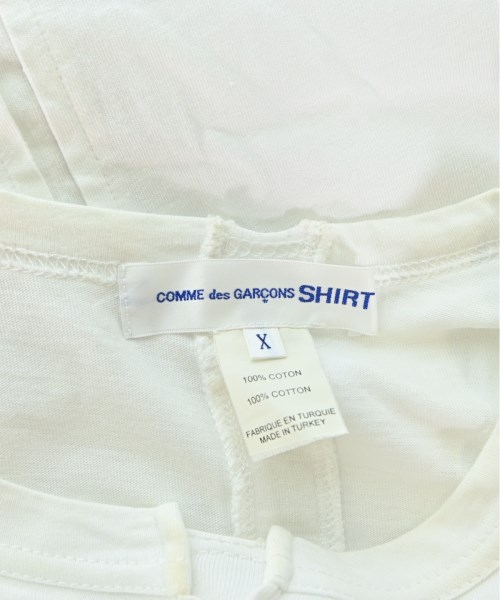 COMME des GARÇONS SHIRT
X
100% COTON
100% COTTON
FABRIQUE EN TURQUIE
MADE IN TURKEY